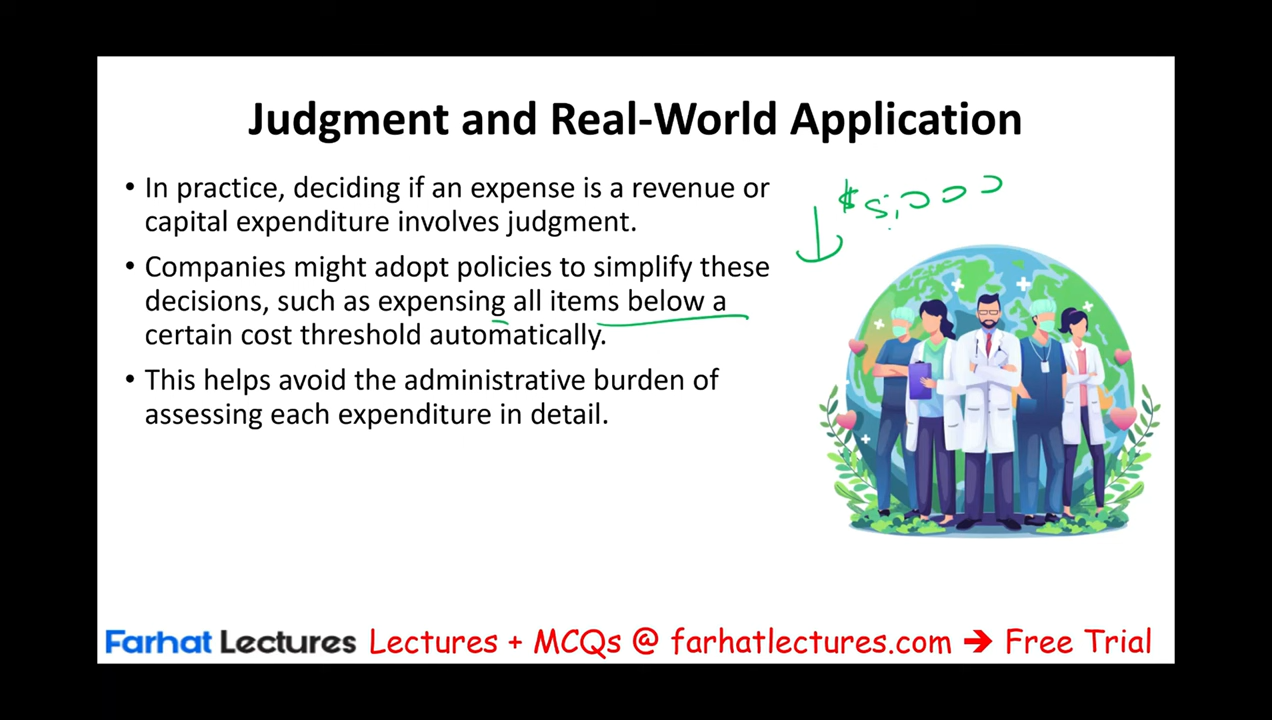 Judgment and Real-World Application
• In practice, deciding if an expense is a revenue or
capital expenditure involves judgment.
$5,000
• Companies might adopt policies to simplify these
decisions, such as expensing all items below a
certain cost threshold automatically.
• This helps avoid the administrative burden of
assessing each expenditure in detail.
Farhat Lectures Lectures + MCQs @ farhatlectures.com ➔ Free Trial